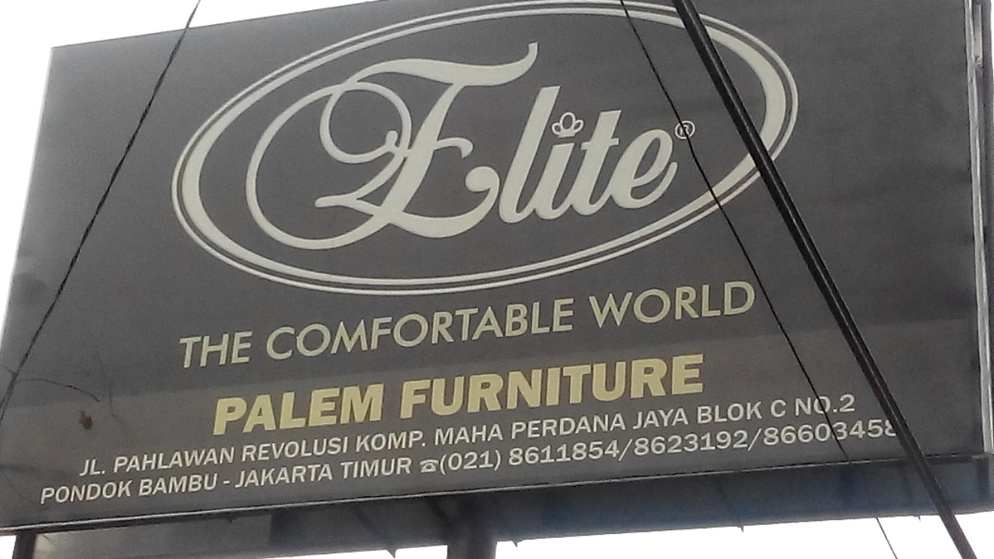 Elite®
THE COMFORTABLE WORLD
PALEM FURNITURE
JL. PAHLAWAN REVOLUSI KOMP. MAHA PERDANA JAYA BLOK C NO.2
PONDOK BAMBU - JAKARTA TIMUR ☎(021) 8611854/8623192/86603458